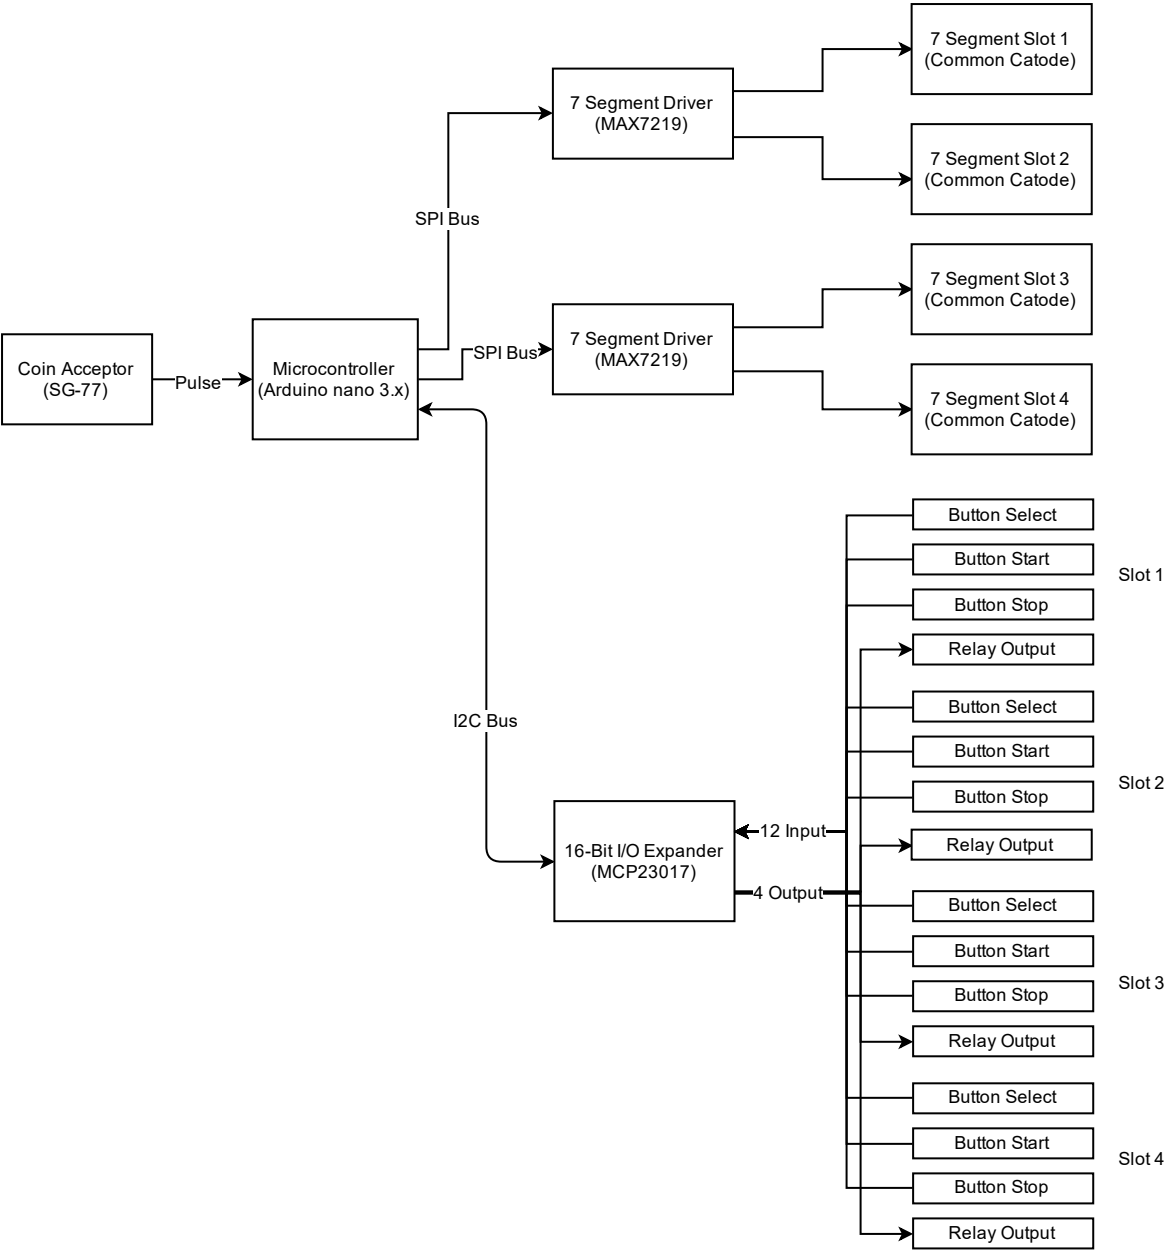 7 Segment Slot 1
(Common Catode)
7 Segment Driver
(MAX7219)
7 Segment Slot 2
(Common Catode)
SPI Bus
7 Segment Slot 3
(Common Catode)
7 Segment Driver
(MAX7219)
SPI Bus
Coin Acceptor
(SG-77)
Pulse
Microcontroller
(Arduino nano 3.x)
7 Segment Slot 4
(Common Catode)
I2C Bus
16-Bit I/O Expander
(MCP23017)
12 Input
4 Output
Button Select
Button Start
Slot 1
Button Stop
Relay Output
Button Select
Button Start
Slot 2
Button Stop
Relay Output
Button Select
Button Start
Slot 3
Button Stop
Relay Output
Button Select
Button Start
Slot 4
Button Stop
Relay Output